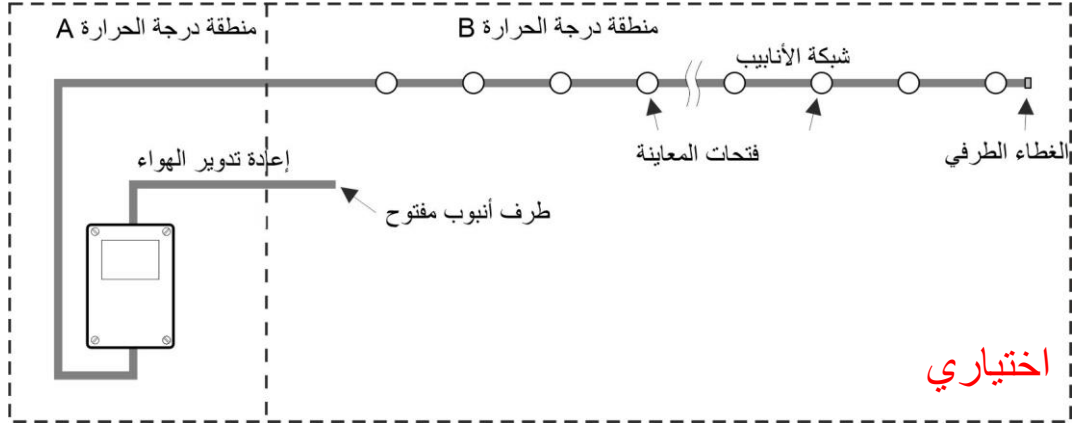 منطقة درجة الحرارة A
منطقة درجة الحرارة B
شبكة الأنابيب
فتحات المعاينة
الغطاء الطرفي
إعادة تدوير الهواء
طرف أنبوب مفتوح
اختياري